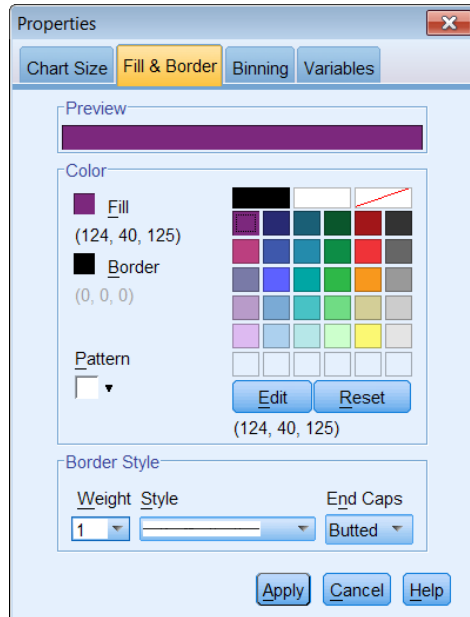 Properties
Chart Size Fill & Border Binning Variables
Preview
Color
Fill
(124, 40, 125)
Border
(0, 0, 0)
Pattern
Edit Reset
(124, 40, 125)
Border Style
Weight Style End Caps
1 Butted
Apply Cancel Help